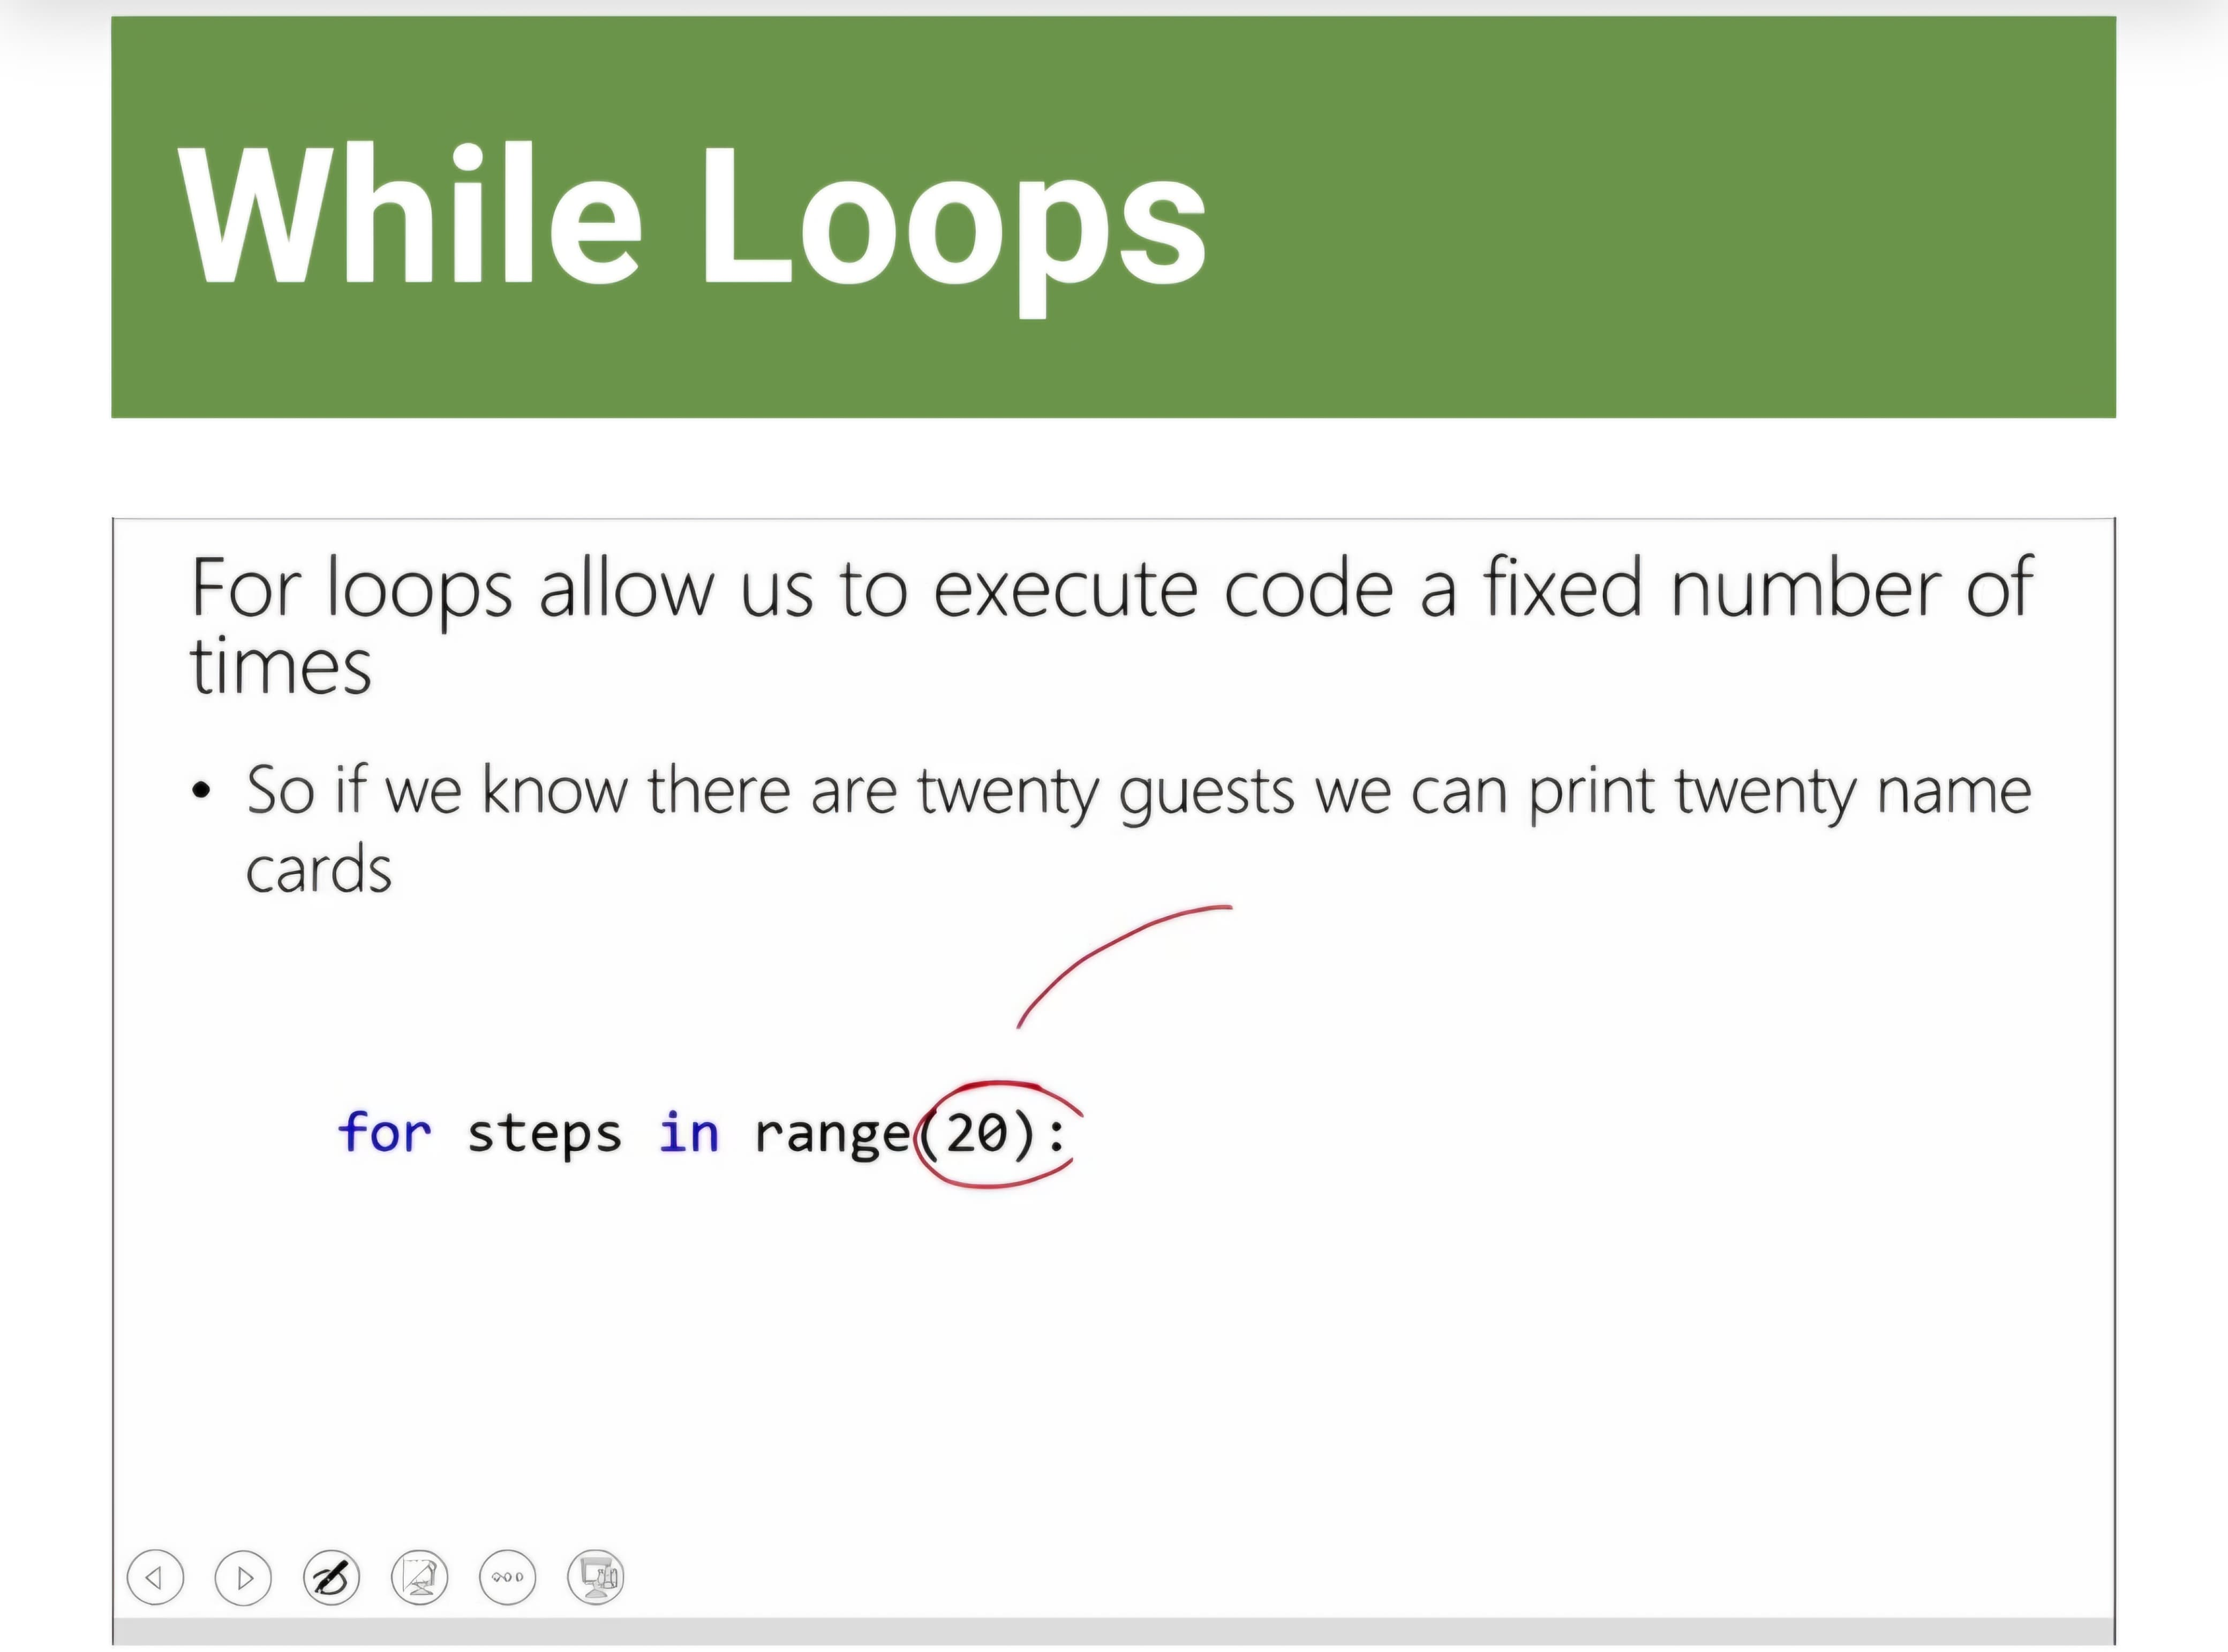 While Loops
For loops allow us to execute code a fixed number of
times
• So if we know there are twenty guests we can print twenty name
cards
for steps in range(20):